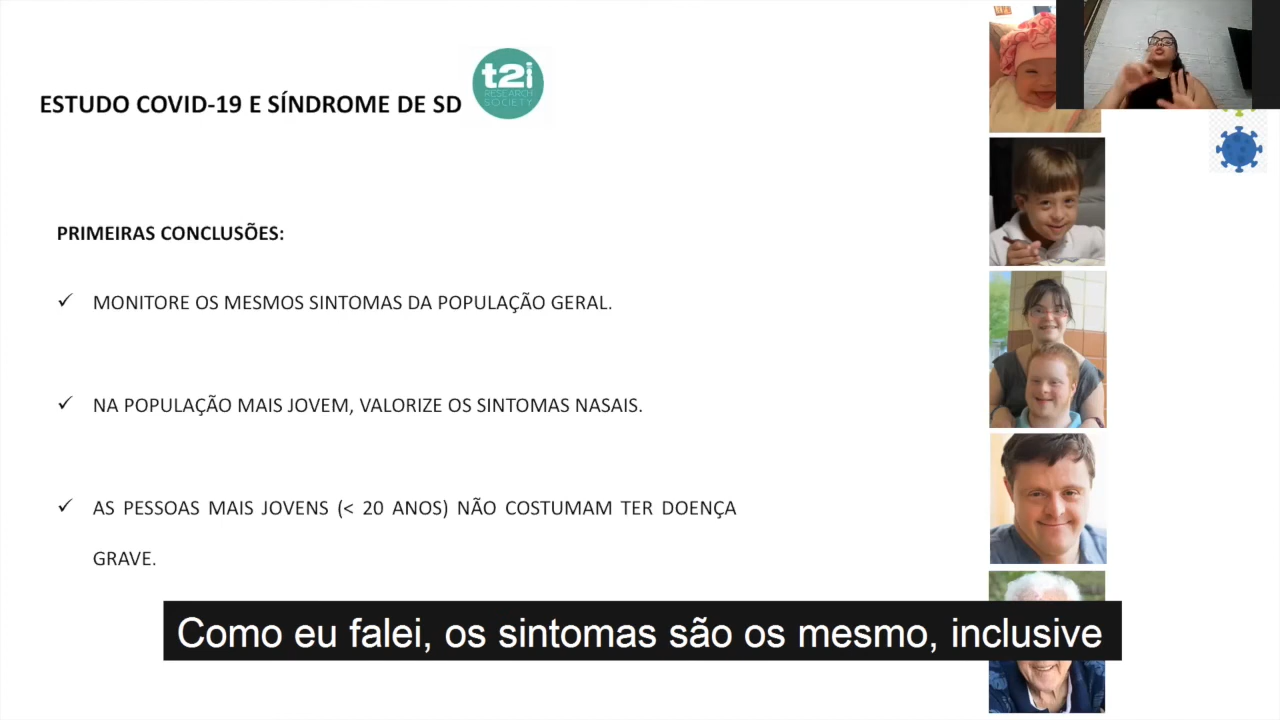 ESTUDO COVID-19 E SÍNDROME DE SD
t2i
RESEARCH
SOCIETY
PRIMEIRAS CONCLUSÕES:
✓ MONITORE OS MESMOS SINTOMAS DA POPULAÇÃO GERAL.
✓ NA POPULAÇÃO MAIS JOVEM, VALORIZE OS SINTOMAS NASAIS.
✓ AS PESSOAS MAIS JOVENS (< 20 ANOS) NÃO COSTUMAM TER DOENÇA
GRAVE.
Como eu falei, os sintomas são os mesmo, inclusive